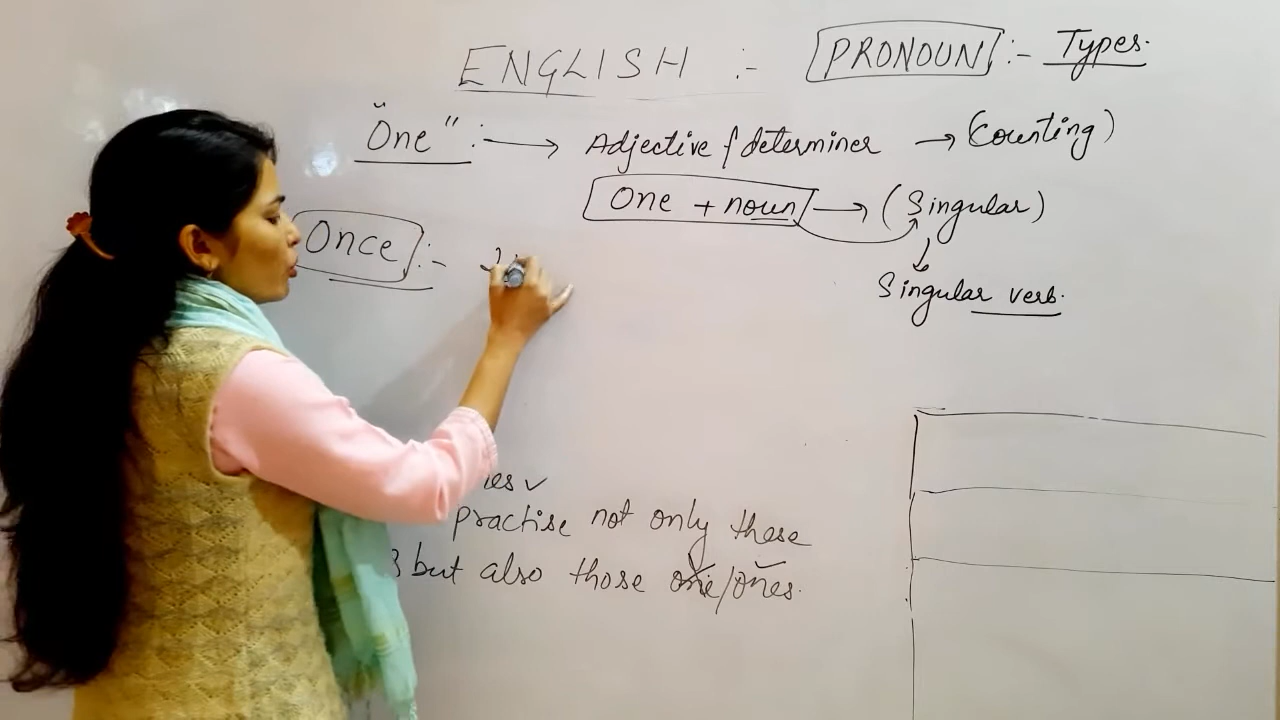 ENGLISH :- PRONOUN :- Types.
"One" : → Adjective / determiner → (Counting)
One + noun → (Singular)
Once :-
Singular verb.
practise not only these
but also those one/ones.